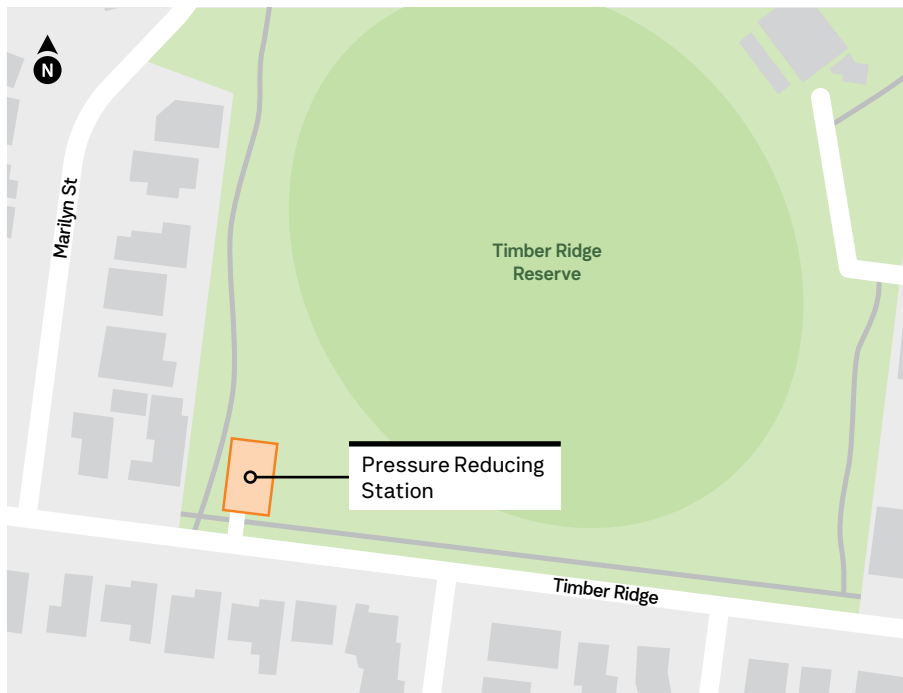 N
Marilyn St
Timber Ridge
Reserve
Pressure Reducing
Station
Timber Ridge